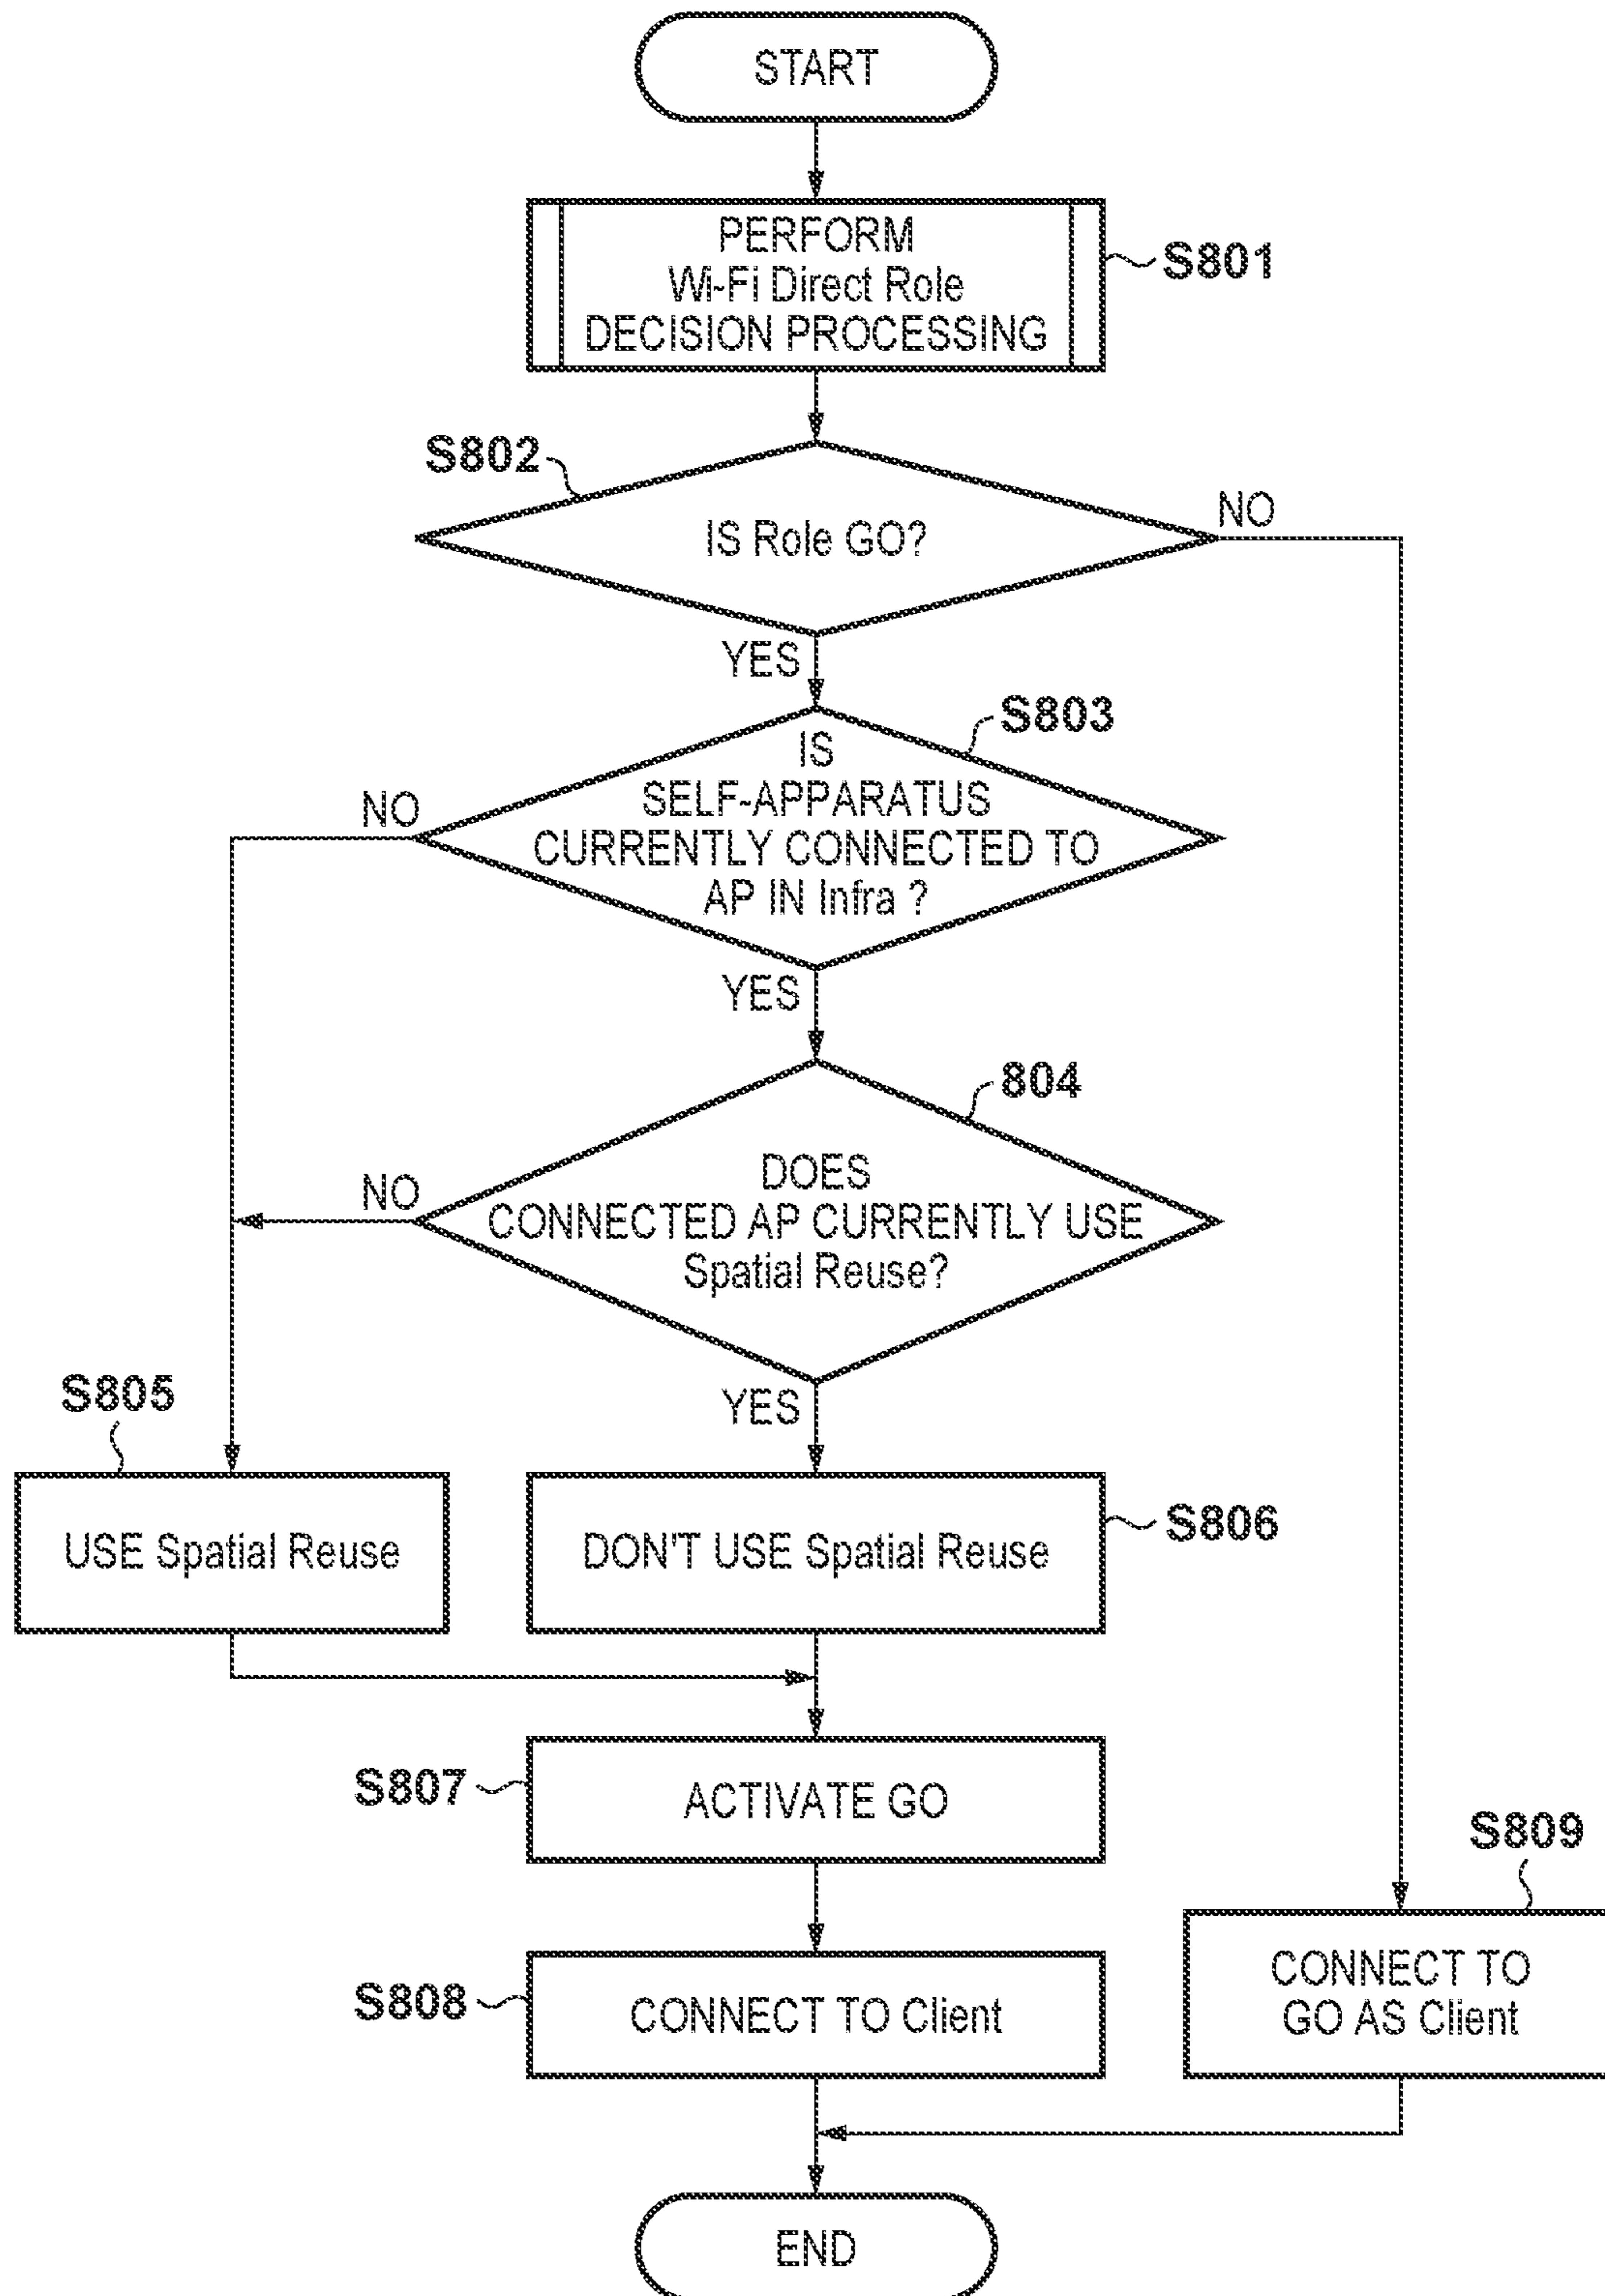 START
PERFORM
Wi-Fi Direct Role
DECISION PROCESSING
S801
S802
IS Role GO?
NO
YES
S803
IS
SELF-APPARATUS
CURRENTLY CONNECTED TO
AP IN Infra ?
NO
YES
804
DOES
CONNECTED AP CURRENTLY USE
Spatial Reuse?
NO
YES
S805
USE Spatial Reuse
DON'T USE Spatial Reuse
S806
S807
ACTIVATE GO
S808
CONNECT TO Client
S809
CONNECT TO
GO AS Client
END